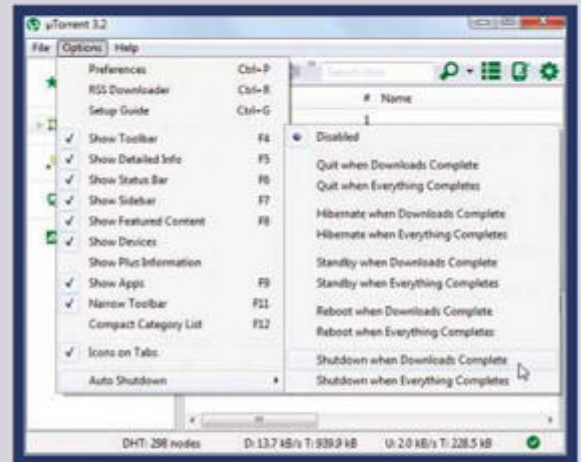 µTorrent 3.2
File Options Help
Preferences Ctrl+P
RSS Downloader Ctrl+R
Setup Guide Ctrl+G
# Name
1
✓ Show Toolbar F4
✓ Show Detailed Info F5
✓ Show Status Bar F6
✓ Show Sidebar F7
✓ Show Featured Content F8
✓ Show Devices
Show Plus Information
✓ Show Apps F9
✓ Narrow Toolbar F11
Compact Category List F12
✓ Icons on Tabs
Auto Shutdown
Disabled
Quit when Downloads Complete
Quit when Everything Completes
Hibernate when Downloads Complete
Hibernate when Everything Completes
Standby when Downloads Complete
Standby when Everything Completes
Reboot when Downloads Complete
Reboot when Everything Completes
Shutdown when Downloads Complete
Shutdown when Everything Completes
DHT: 298 nodes D: 13.7 kB/s T: 939.9 kB U: 2.0 kB/s T: 228.5 kB